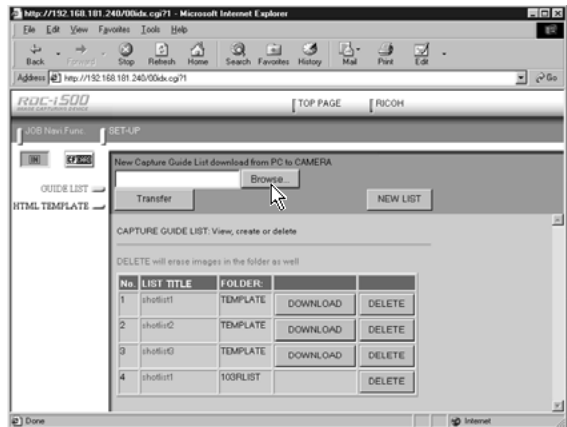 http://192.168.181.240/00idx.cgi?1 - Microsoft Internet Explorer
File Edit View Favorites Tools Help
Back Forward Stop Refresh Home Search Favorites History Mail Print Edit
Address http://192.168.181.240/00idx.cgi?1 Go
RDC-i500
IMAGE CAPTURING DEVICE
TOP PAGE RICOH
JOB Navi Func. SET-UP
IN
New Capture Guide List download from PC to CAMERA
Browse...
GUIDE LIST
Transfer NEW LIST
HTML TEMPLATE
CAPTURE GUIDE LIST: View, create or delete
DELETE will erase images in the folder as well
No. LIST TITLE FOLDER:
1 shotlist1 TEMPLATE DOWNLOAD DELETE
2 shotlist2 TEMPLATE DOWNLOAD DELETE
3 shotlist3 TEMPLATE DOWNLOAD DELETE
4 shotlist1 103RLIST DELETE
Done Internet